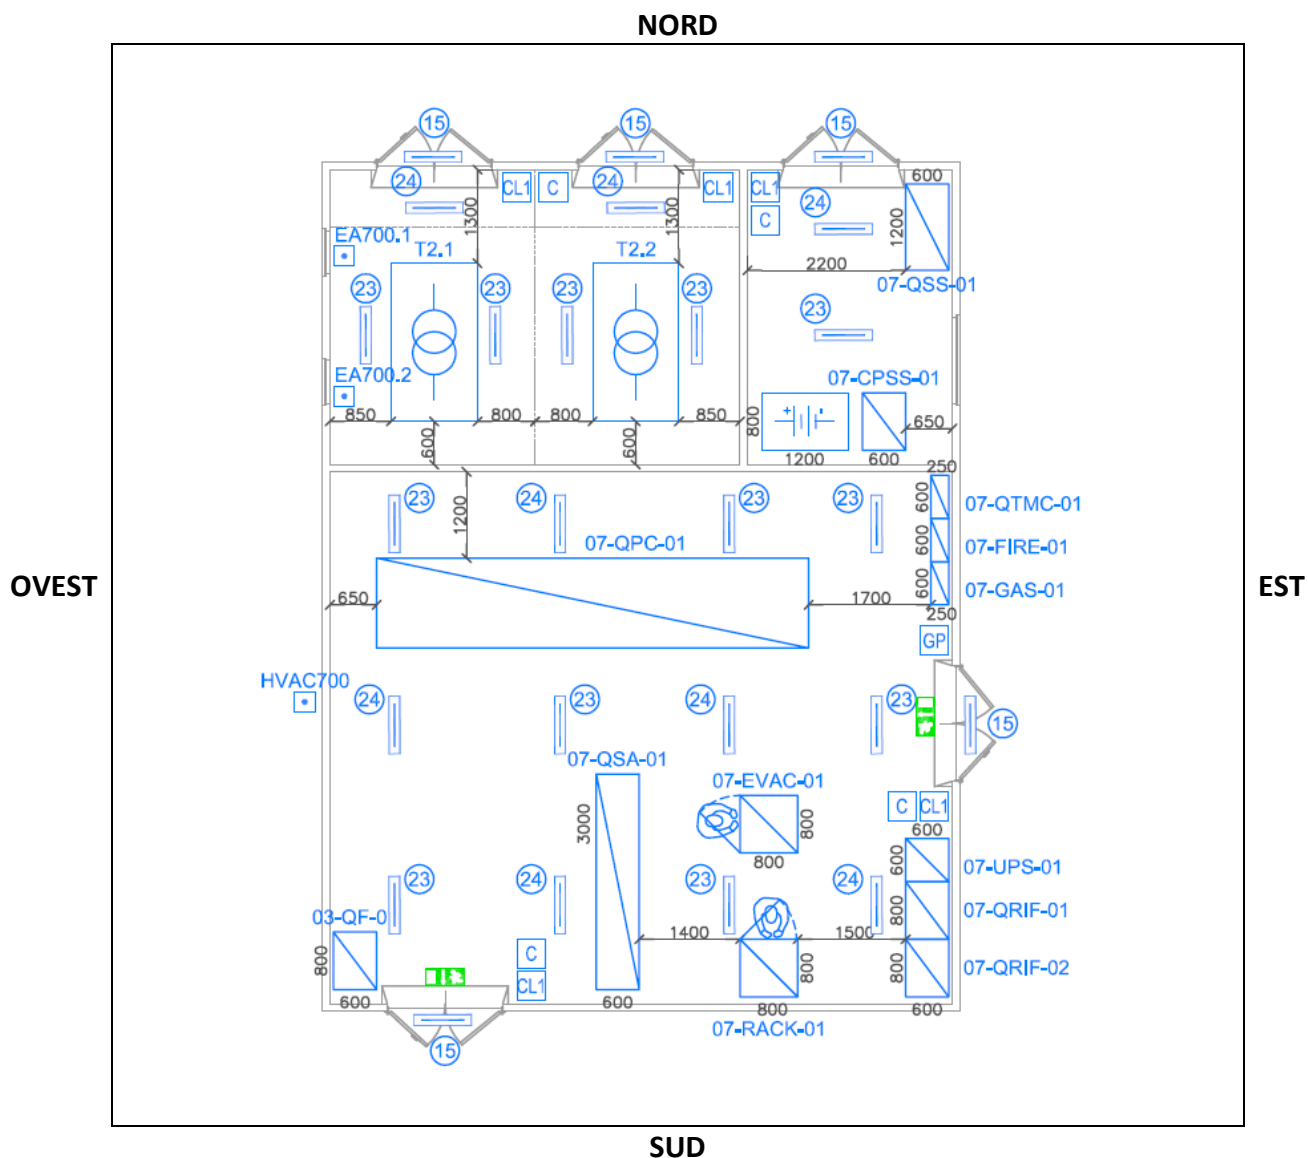 NORD
15
15
15
24
CL1
C
24
CL1
CL1
C
24
600
1200
1300
1300
2200
07-QSS-01
EA700.1
T2.1
T2.2
23
23
23
23
23
EA700.2
07-CPSS-01
850
800
800
850
600
600
800
1200
600
650
250
23
24
23
23
1200
600
07-QTMC-01
07-QPC-01
600
07-FIRE-01
OVEST
EST
650
1700
600
07-GAS-01
250
GP
HVAC700
24
23
24
23
15
07-QSA-01
07-EVAC-01
3000
800
800
C
CL1
600
600
07-UPS-01
23
24
23
24
800
07-QRIF-01
03-QF-0
1400
1500
800
600
C
CL1
600
800
800
800
07-QRIF-02
600
07-RACK-01
15
SUD